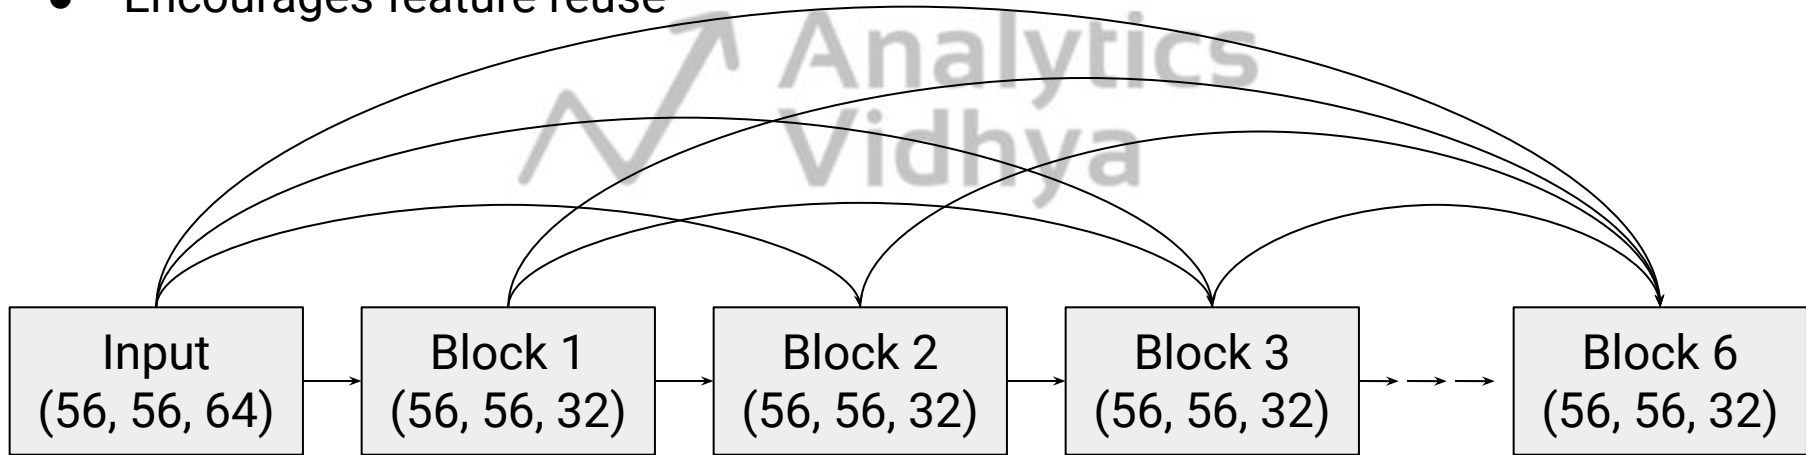 ● Encourages feature reuse
Analytics
Vidhya
Input
(56, 56, 64)
Block 1
(56, 56, 32)
Block 2
(56, 56, 32)
Block 3
(56, 56, 32)
Block 6
(56, 56, 32)